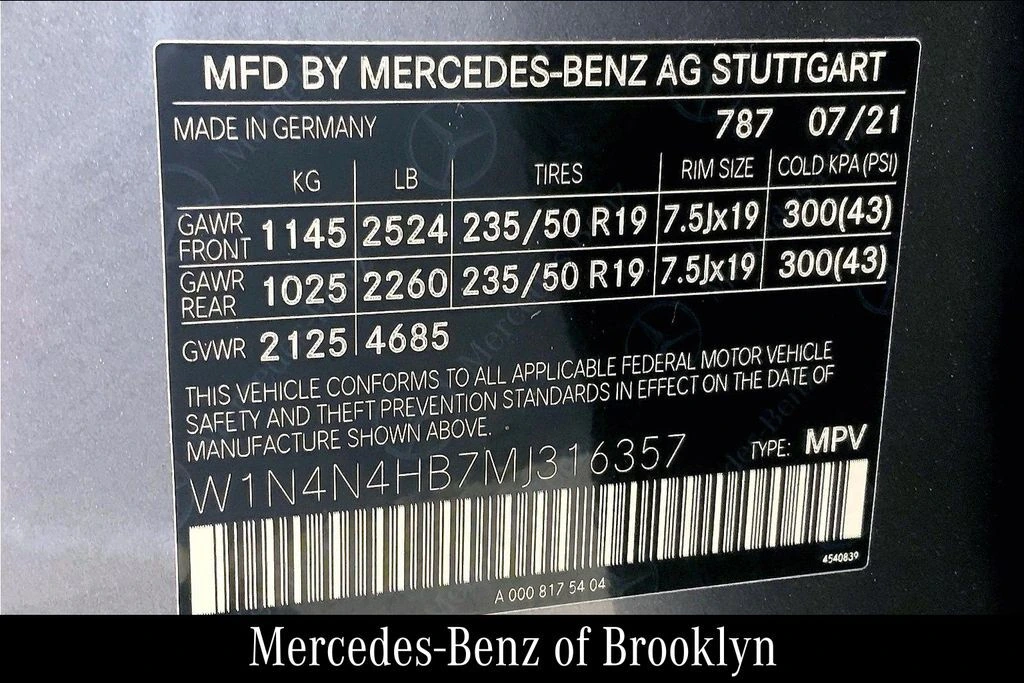 MFD BY MERCEDES-BENZ AG STUTTGART
MADE IN GERMANY 787 07/21
KG LB TIRES RIM SIZE COLD KPA (PSI)
GAWR FRONT 1145 2524 235/50 R19 7.5Jx19 300(43)
GAWR REAR 1025 2260 235/50 R19 7.5Jx19 300(43)
GVWR 2125 4685
THIS VEHICLE CONFORMS TO ALL APPLICABLE FEDERAL MOTOR VEHICLE
SAFETY AND THEFT PREVENTION STANDARDS IN EFFECT ON THE DATE OF
MANUFACTURE SHOWN ABOVE.
W1N4N4HB7MJ316357 TYPE: MPV
A 000 817 54 04 4540839
Mercedes-Benz of Brooklyn